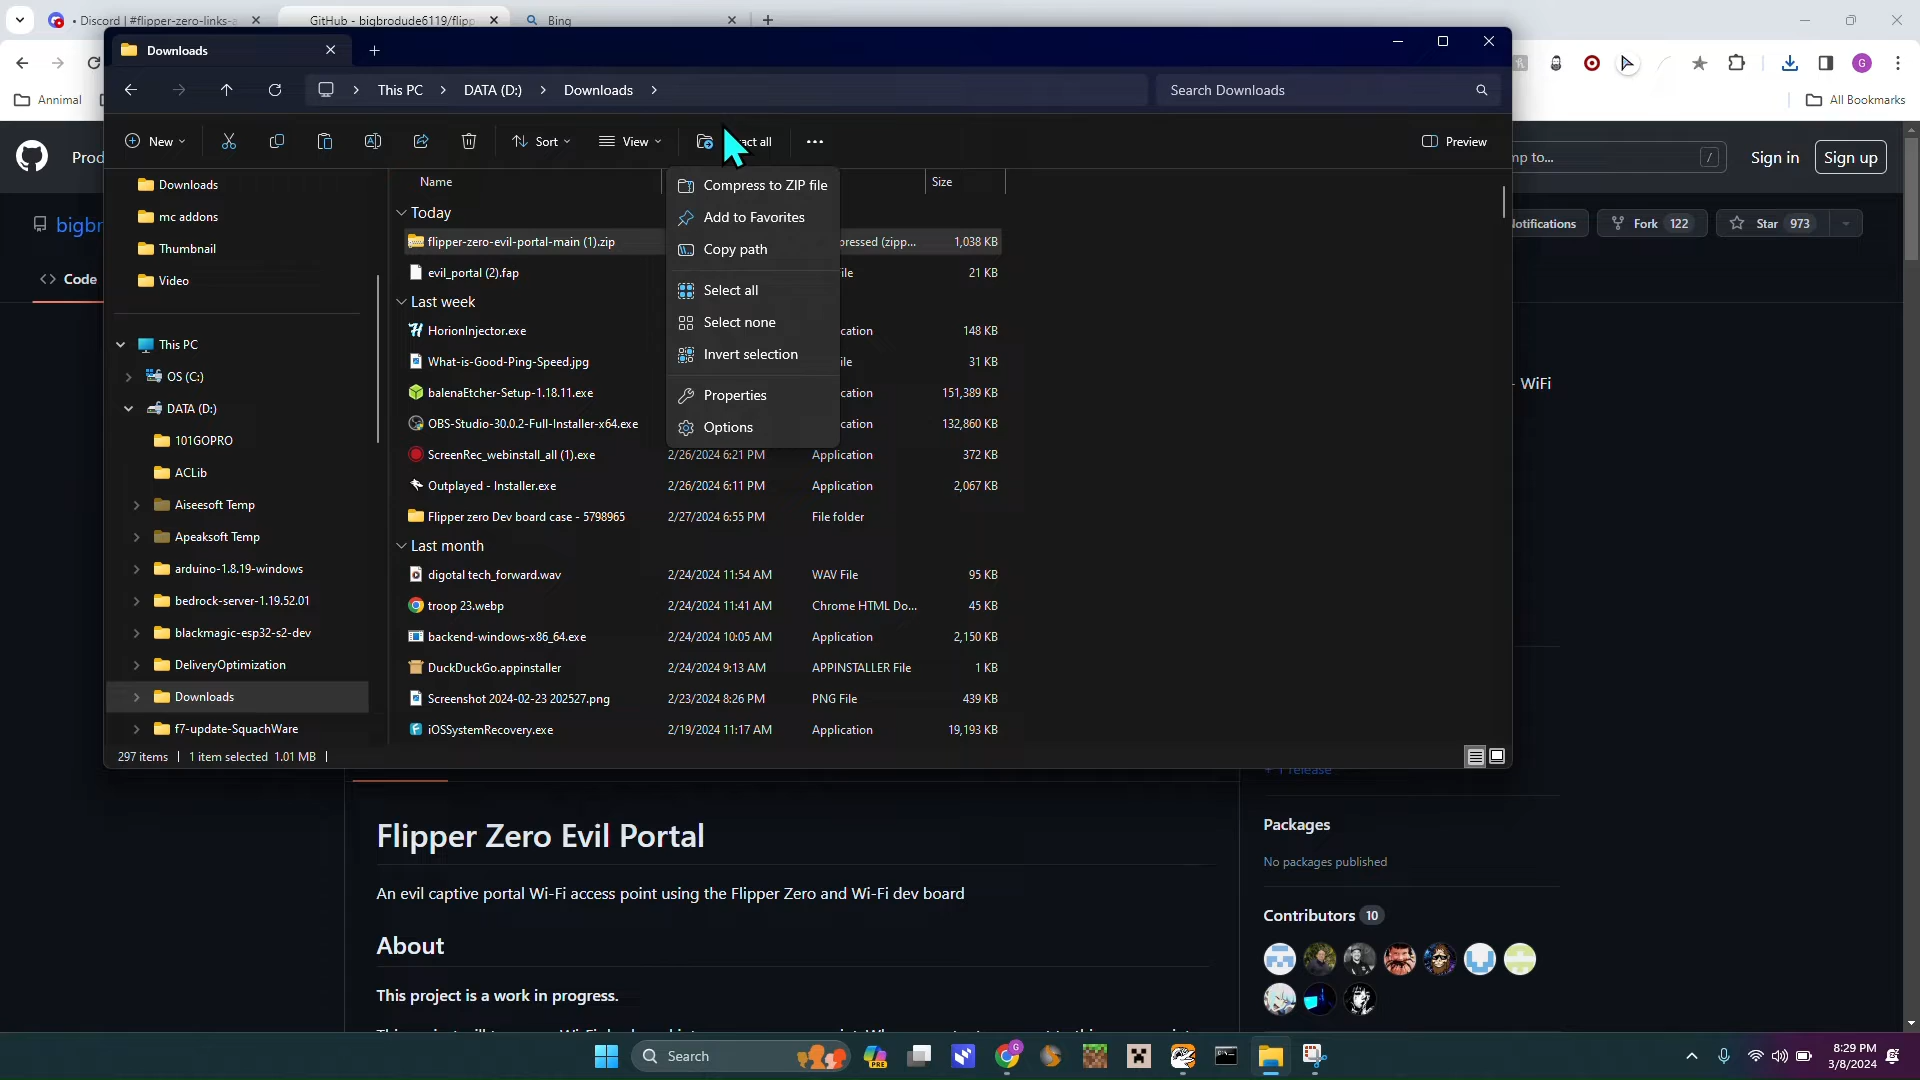 Discord | #flipper-zero-links-a
GitHub - bigbrodude6119/flipp
Bing
Downloads
Annimal
All Bookmarks
This PC
DATA (D:)
Downloads
Search Downloads
New
Sort
View
act all
Preview
Prod
mp to...
/
Sign in
Sign up
bigbr
Notifications
Fork 122
Star 973
Code
- WiFi
Downloads
mc addons
Thumbnail
Video
This PC
OS (C:)
DATA (D:)
101GOPRO
ACLib
Aiseesoft Temp
Apeaksoft Temp
arduino-1.8.19-windows
bedrock-server-1.19.52.01
blackmagic-esp32-s2-dev
DeliveryOptimization
Downloads
f7-update-SquachWare
Name
Size
Today
flipper-zero-evil-portal-main (1).zip
pressed (zipp...
1,038 KB
evil_portal (2).fap
ile
21 KB
Last week
HorionInjector.exe
cation
148 KB
What-is-Good-Ping-Speed.jpg
ile
31 KB
balenaEtcher-Setup-1.18.11.exe
cation
151,389 KB
OBS-Studio-30.0.2-Full-Installer-x64.exe
cation
132,860 KB
ScreenRec_webinstall_all (1).exe
2/26/2024 6:21 PM
Application
372 KB
Outplayed - Installer.exe
2/26/2024 6:11 PM
Application
2,067 KB
Flipper zero Dev board case - 5798965
2/27/2024 6:55 PM
File folder
Last month
digotal tech_forward.wav
2/24/2024 11:54 AM
WAV File
95 KB
troop 23.webp
2/24/2024 11:41 AM
Chrome HTML Do...
45 KB
backend-windows-x86_64.exe
2/24/2024 10:05 AM
Application
2,150 KB
DuckDuckGo.appinstaller
2/24/2024 9:13 AM
APPINSTALLER File
1 KB
Screenshot 2024-02-23 202527.png
2/23/2024 8:26 PM
PNG File
439 KB
iOSSystemRecovery.exe
2/19/2024 11:17 AM
Application
19,193 KB
Compress to ZIP file
Add to Favorites
Copy path
Select all
Select none
Invert selection
Properties
Options
297 items
1 item selected 1.01 MB
+ 1 release
Flipper Zero Evil Portal
An evil captive portal Wi-Fi access point using the Flipper Zero and Wi-Fi dev board
About
This project is a work in progress.
Packages
No packages published
Contributors 10
Search
PRE
G
G
8:29 PM
3/8/2024